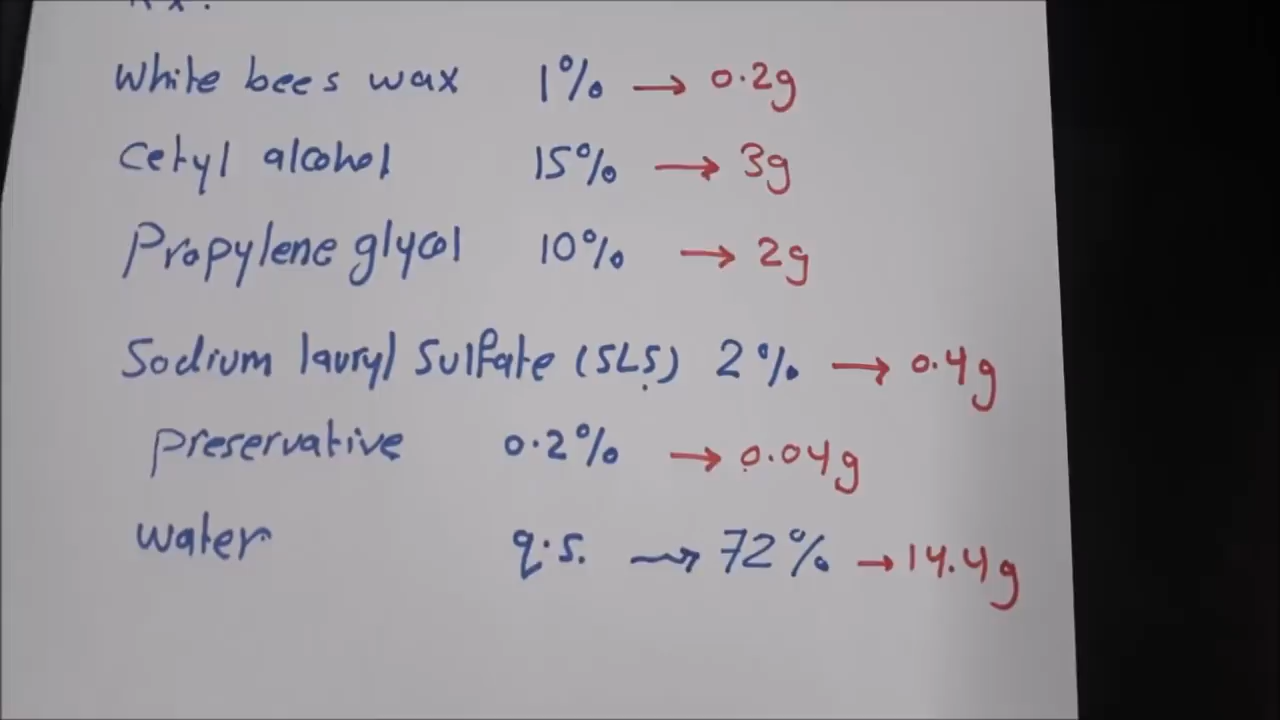 White bees wax 1% → 0.2g
Cetyl alcohol 15% → 3g
Propylene glycol 10% → 2g
Sodium lauryl sulfate (SLS) 2% → 0.4g
preservative 0.2% → 0.04g
water q.s. → 72% → 14.4g